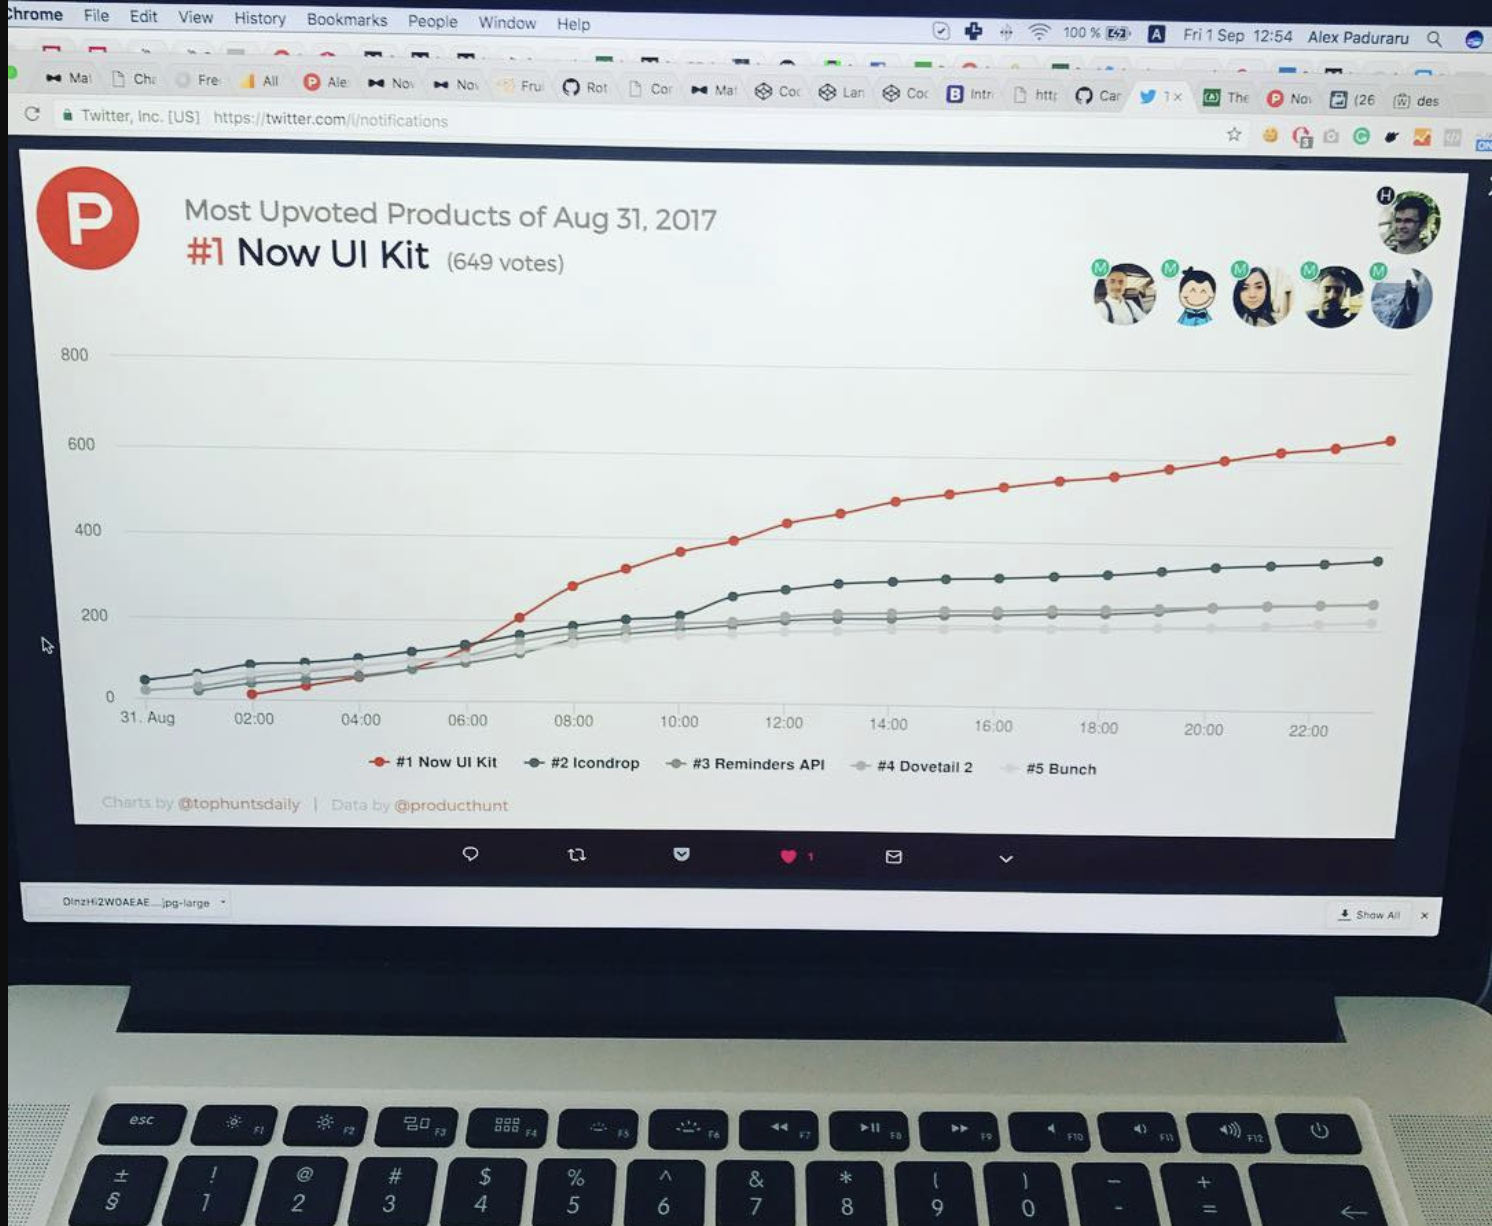 Chrome File Edit View History Bookmarks People Window Help 100 % A Fri 1 Sep 12:54 Alex Paduraru
Mat Cha Fre All Ale Nov Nov Frui Rot Cor Mat Coc Lan Coc B Intr http Car 1 × The Nov (26 des
Twitter, Inc. [US] https://twitter.com/i/notifications
3
ON
P
Most Upvoted Products of Aug 31, 2017
#1 Now UI Kit (649 votes)
H
M M M M M
800
600
400
200
0
31. Aug 02:00 04:00 06:00 08:00 10:00 12:00 14:00 16:00 18:00 20:00 22:00
#1 Now UI Kit #2 Icondrop #3 Reminders API #4 Dovetail 2 #5 Bunch
Charts by @tophuntsdaily | Data by @producthunt
1
jpg-large
Show All ×
esc F1 F2 F3 F4 F5 F6 F7 F8 F9 F10 F11 F12
± ! @ # $ % ^ & * ( ) – +
§ 1 2 3 4 5 6 7 8 9 0 - =